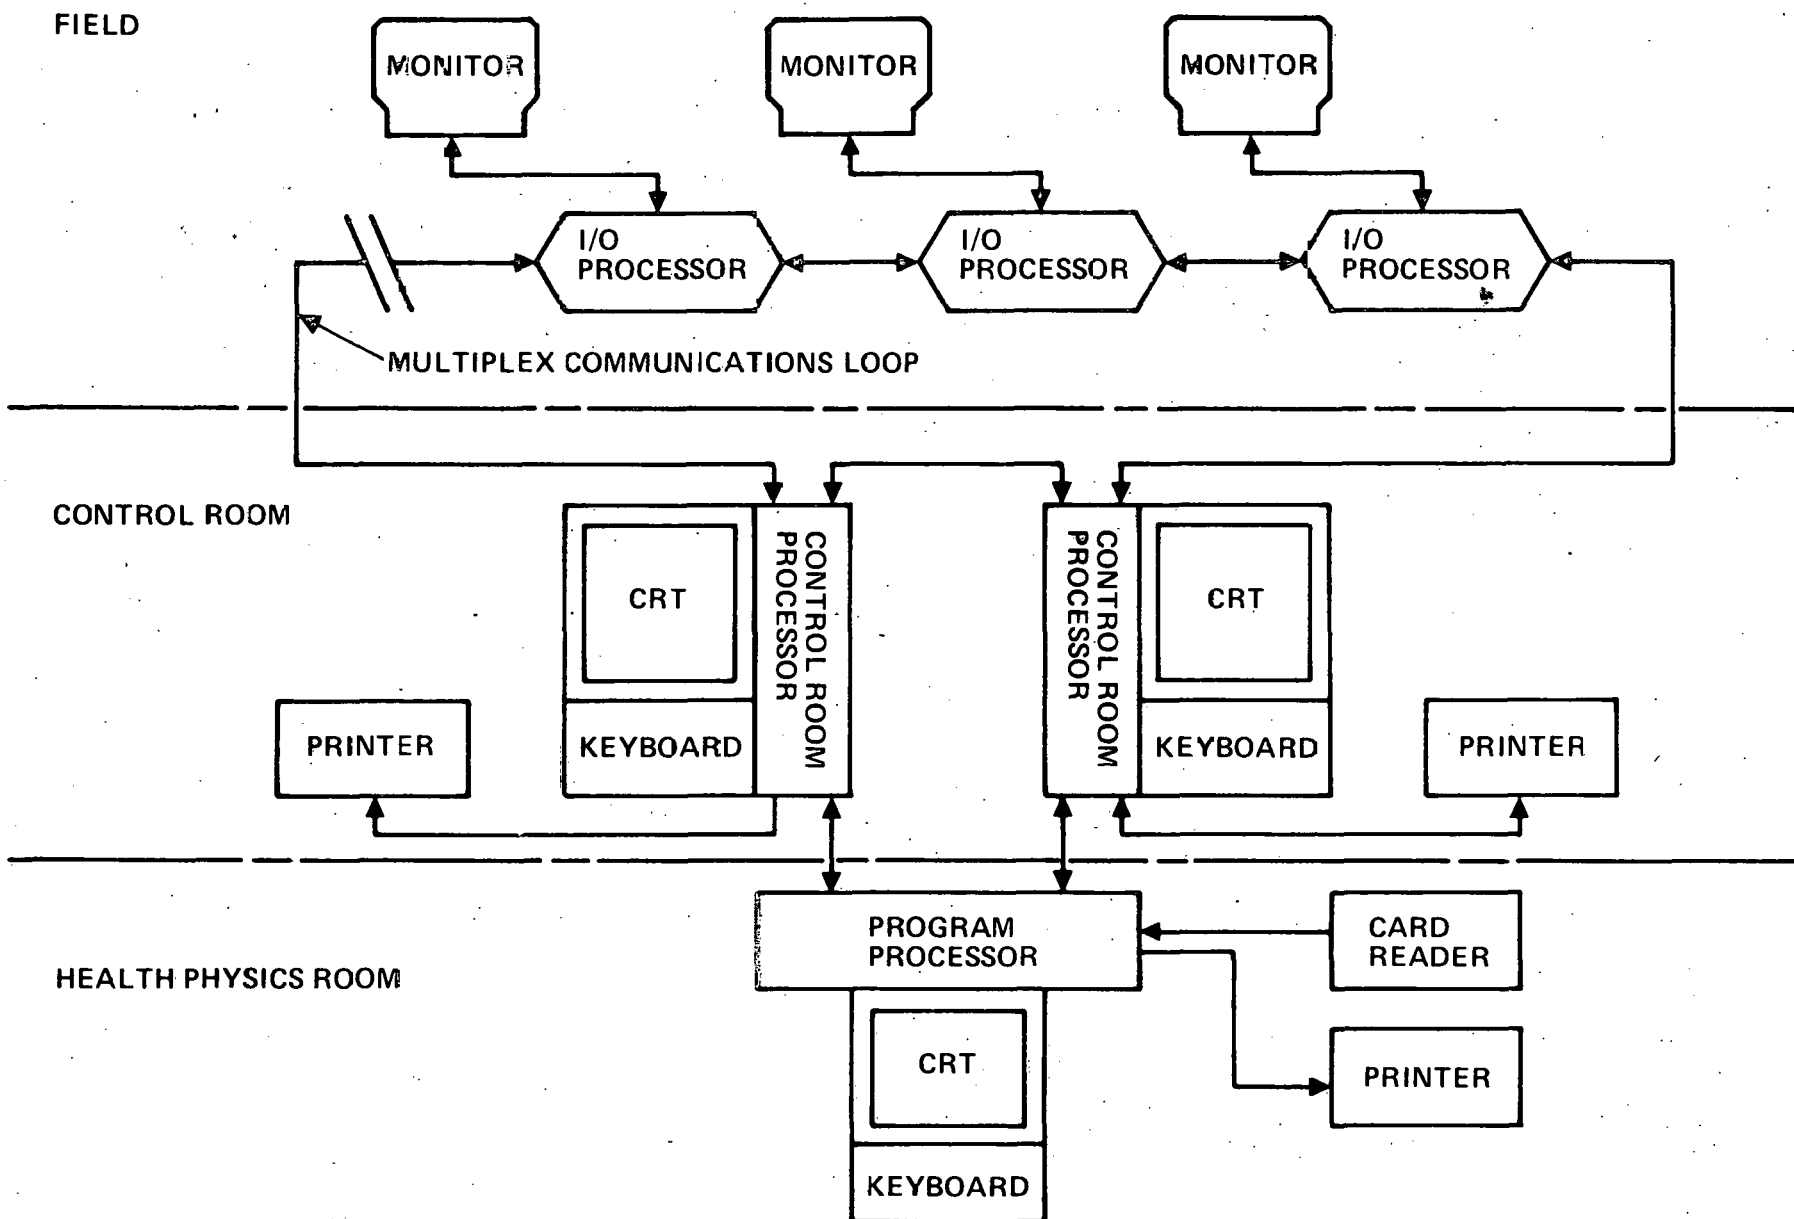 FIELD
MONITOR
MONITOR
MONITOR
I/O
PROCESSOR
I/O
PROCESSOR
I/O
PROCESSOR
MULTIPLEX COMMUNICATIONS LOOP
CONTROL ROOM
CRT
CONTROL ROOM
PROCESSOR
CONTROL ROOM
PROCESSOR
CRT
PRINTER
KEYBOARD
KEYBOARD
PRINTER
PROGRAM
PROCESSOR
CARD
READER
HEALTH PHYSICS ROOM
CRT
PRINTER
KEYBOARD